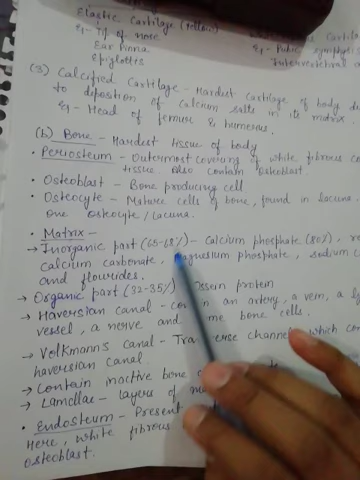 Elastic Cartilage (Yellow)
Eg - Tip of nose
Ear Pinna
Epiglottis
Eg - Pubic symphysis
Intervertebral
(3) Calcified Cartilage - Hardest Cartilage of body
to deposition of Calcium salts in its matrix
Eg - Head of femur & humerus.
(b) Bone - Hardest tissue of body
• Periosteum - Outermost covering of white fibrous
tissue. Also contain Osteoblast.
• Osteoblast - Bone producing cell
• Osteocyte - Mature cells of bone, found in lacuna.
one osteocyte/lacuna.
• Matrix -
→ Inorganic part (65-68%) - Calcium phosphate (80%),
calcium carbonate, Magnesium phosphate, sodium
and flourides.
→ Organic part (32-35%) protein
→ Haversian canal - an artery, a vein, a
vessel, a nerve and bone cells.
→ Volkmann's canal - channel, which
haversian canal.
→ Contain inactive bone
→ Lamellae - layers of
• Endosteum - Present
Here, white fibrous
Osteoblast.